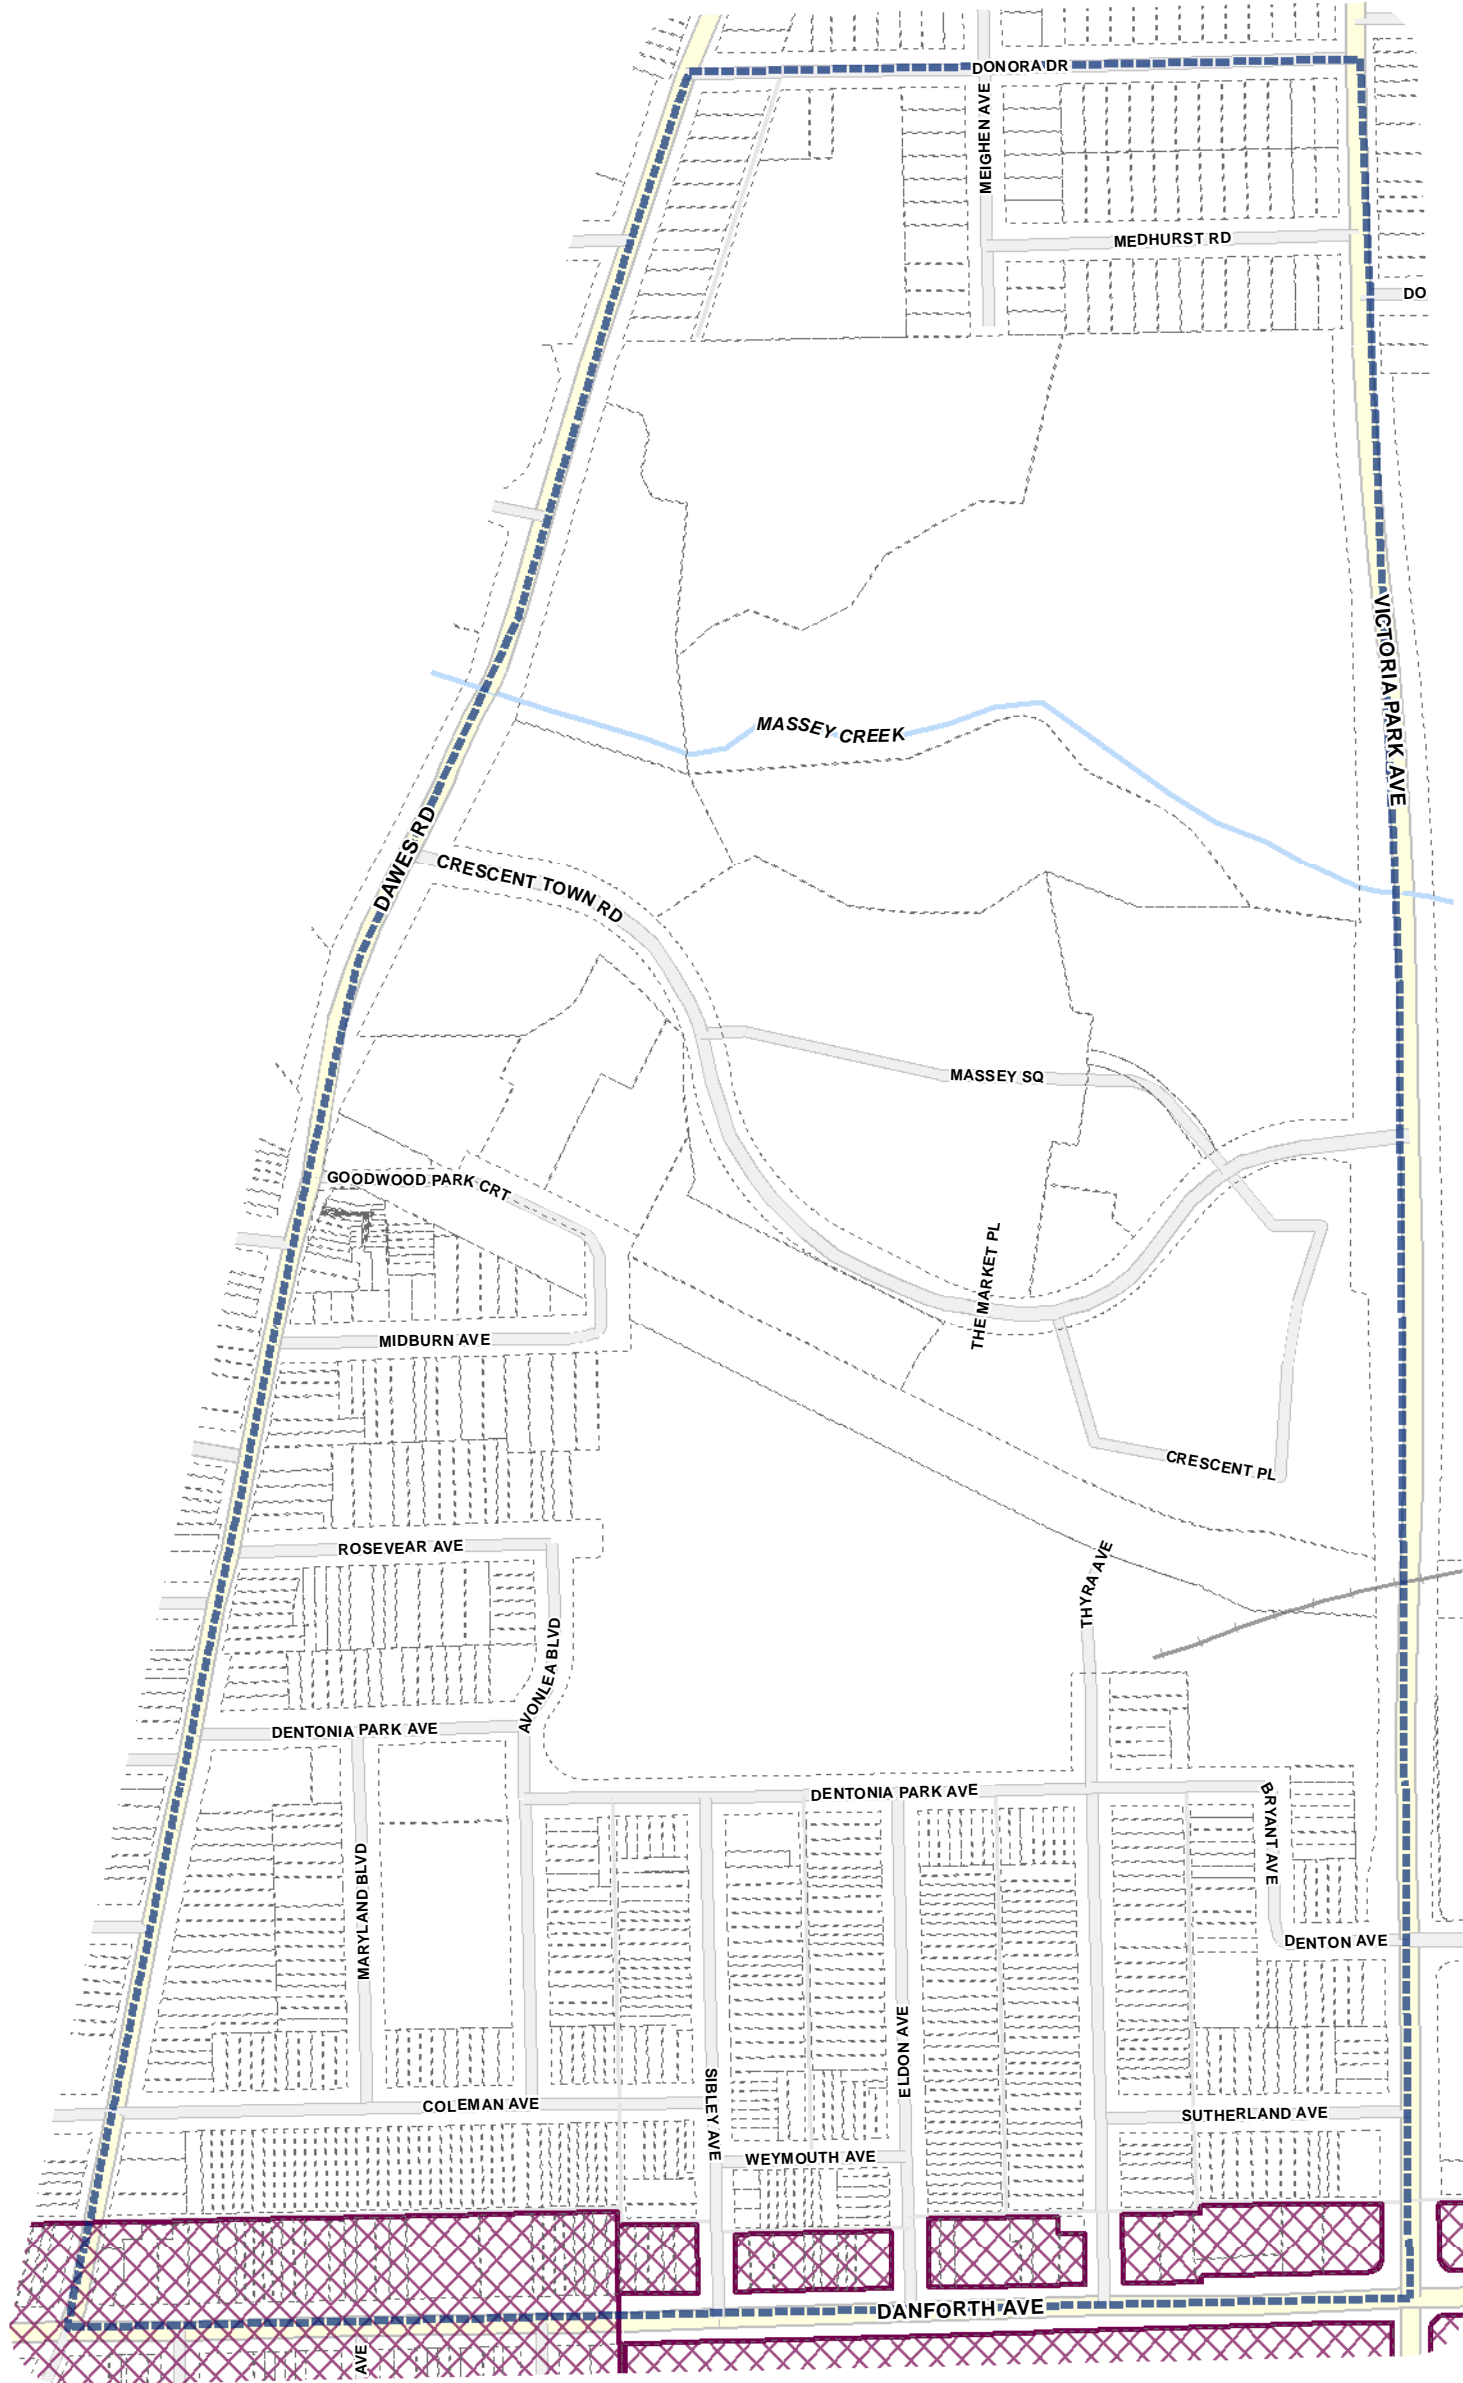 DONORA DR
MEIGHEN AVE
MEDHURST RD
DO
VICTORIA PARK AVE
MASSEY CREEK
DAWES RD
CRESCENT TOWN RD
MASSEY SQ
GOODWOOD PARK CRT
THE MARKET PL
MIDBURN AVE
CRESCENT PL
ROSEVEAR AVE
THYRA AVE
AVONLEA BLVD
DENTONIA PARK AVE
DENTONIA PARK AVE
BRYANT AVE
MARYLAND BLVD
DENTON AVE
ELDON AVE
COLEMAN AVE
SIBLEY AVE
SUTHERLAND AVE
WEYMOUTH AVE
DANFORTH AVE
AVE